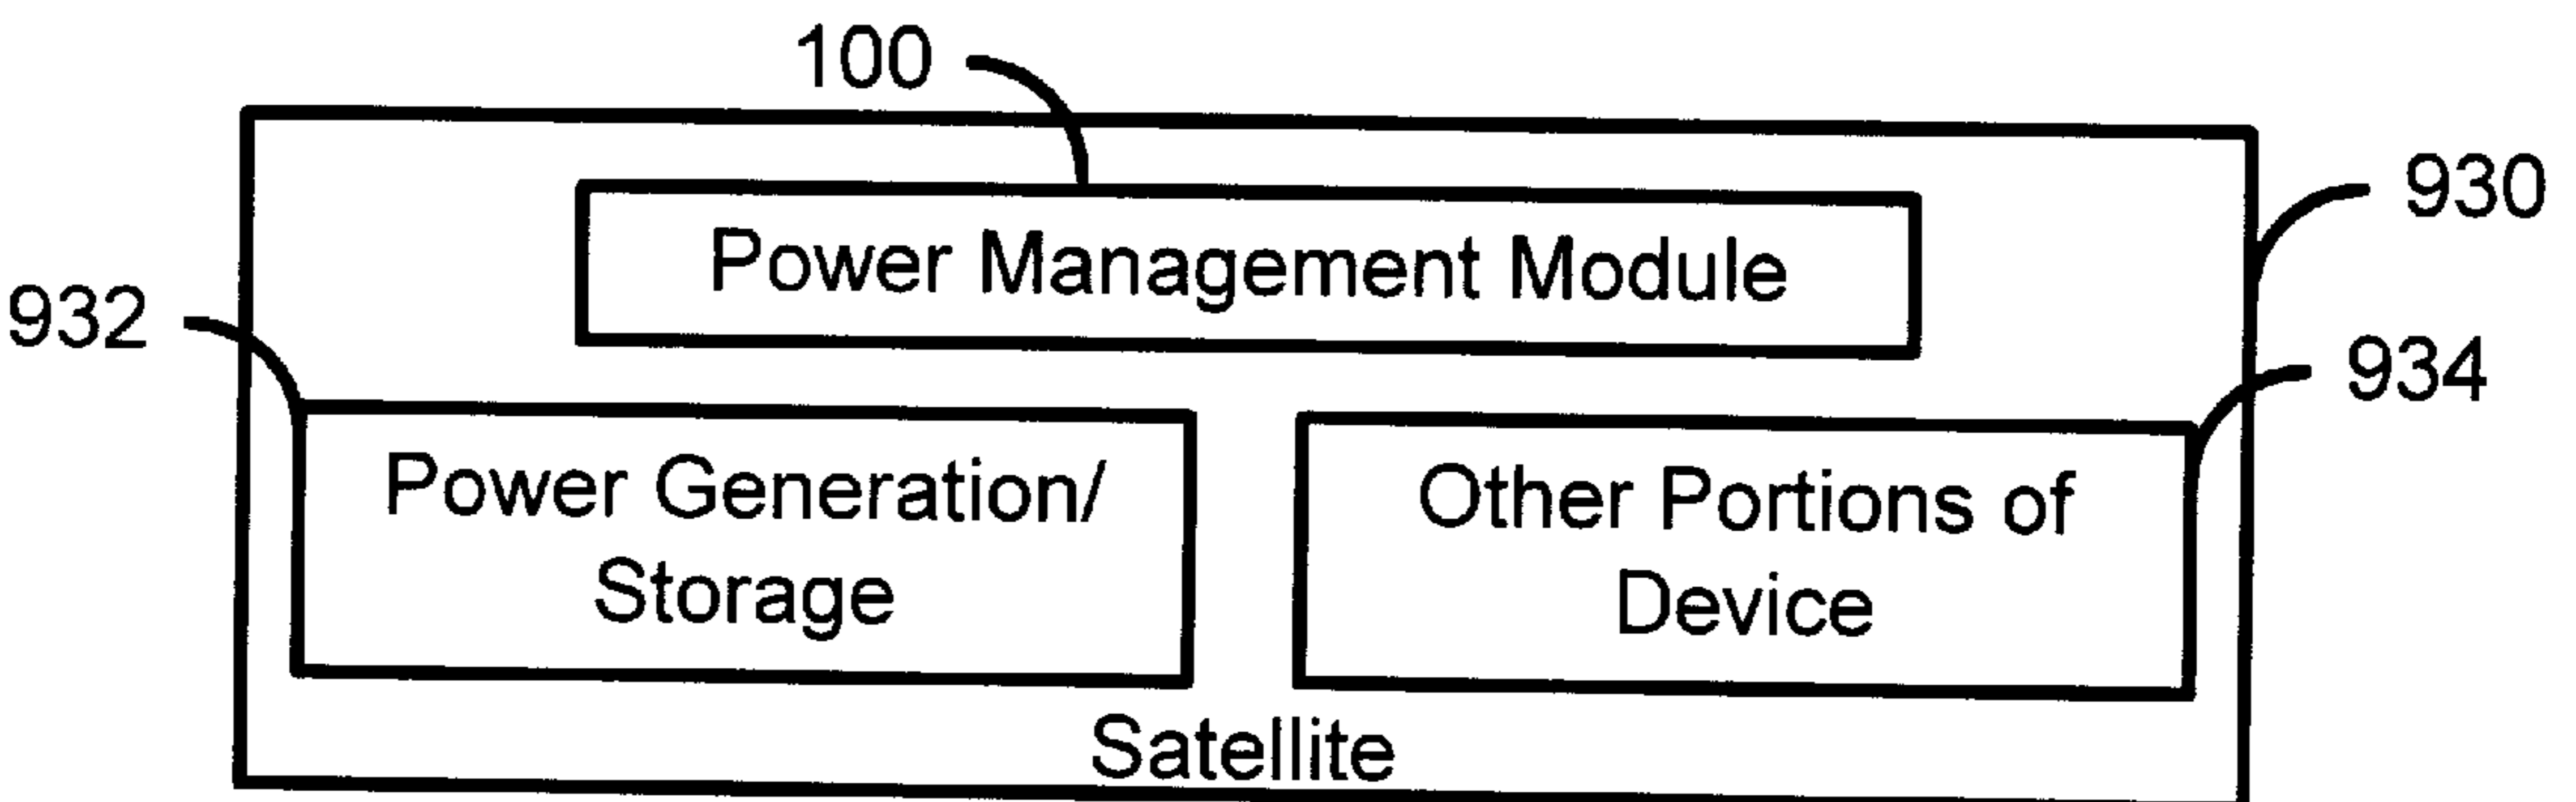 100
930
Power Management Module
932
934
Power Generation/
Storage
Other Portions of
Device
Satellite